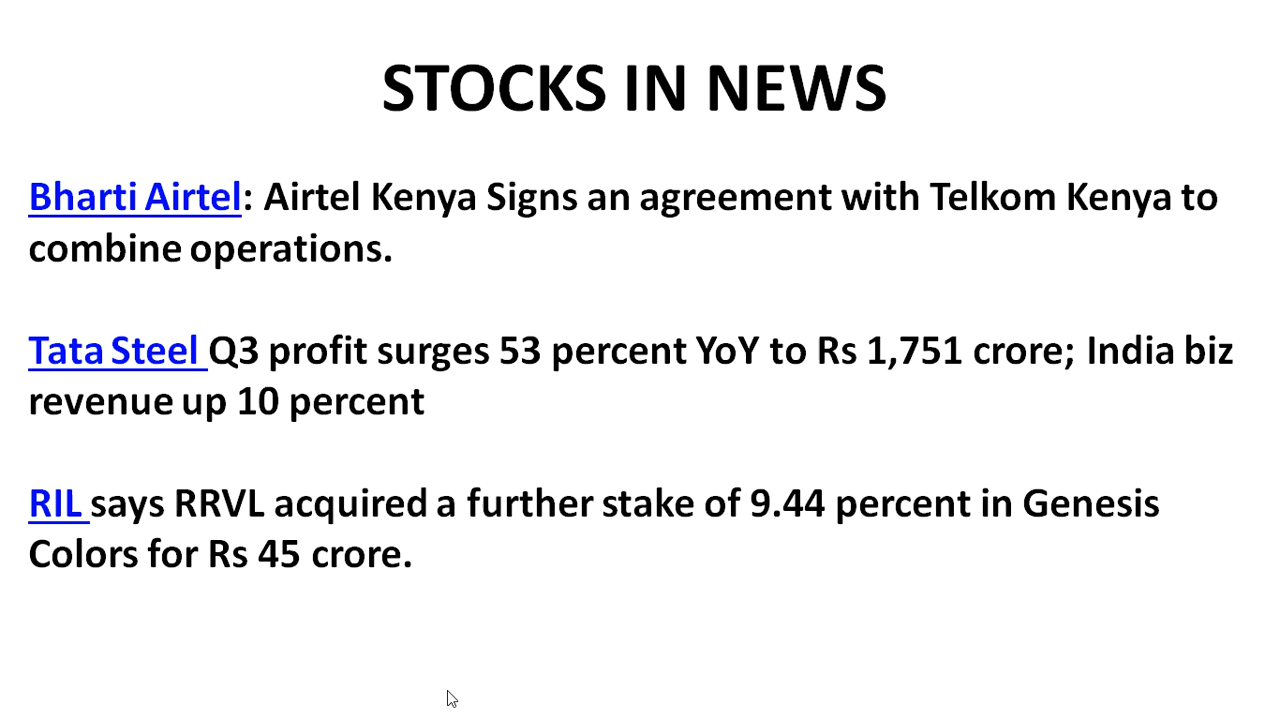 STOCKS IN NEWS
Bharti Airtel: Airtel Kenya Signs an agreement with Telkom Kenya to
combine operations.
Tata Steel Q3 profit surges 53 percent YoY to Rs 1,751 crore; India biz
revenue up 10 percent
RIL says RRVL acquired a further stake of 9.44 percent in Genesis
Colors for Rs 45 crore.